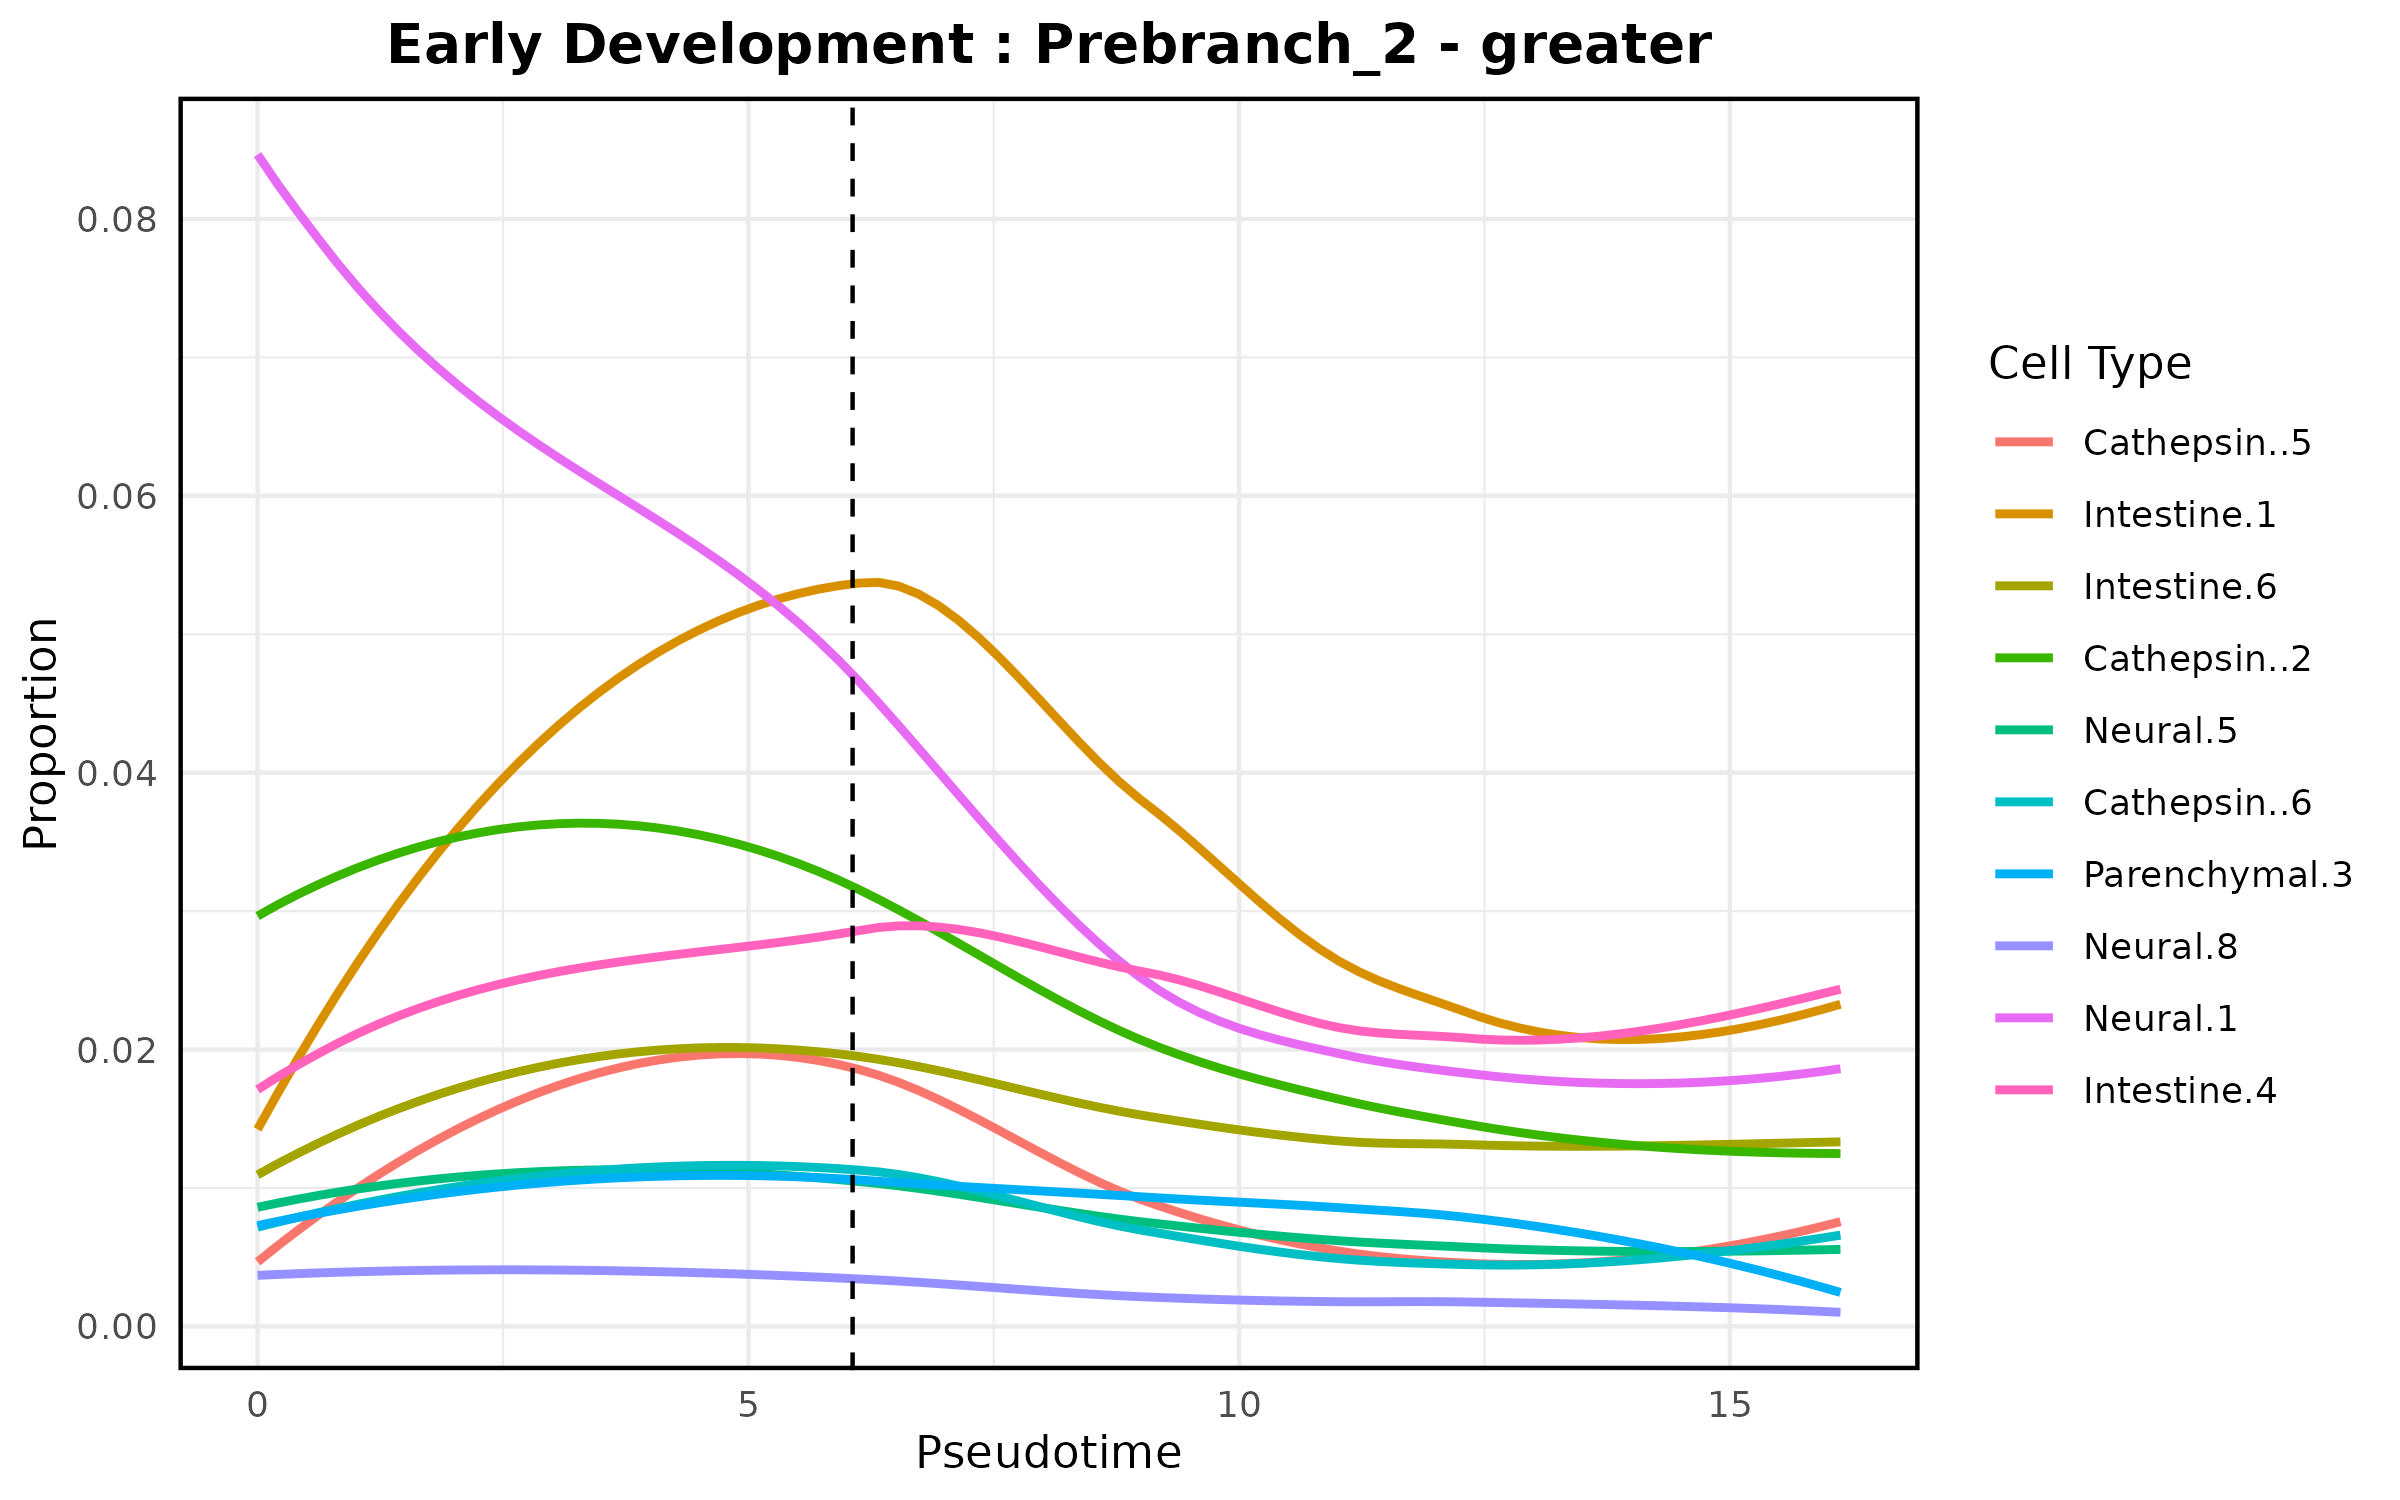 Early Development : Prebranch_2 - greater
Proportion
0.08
0.06
0.04
0.02
0.00
0
5
10
15
Pseudotime
Cell Type
Cathepsin..5
Intestine.1
Intestine.6
Cathepsin..2
Neural.5
Cathepsin..6
Parenchymal.3
Neural.8
Neural.1
Intestine.4